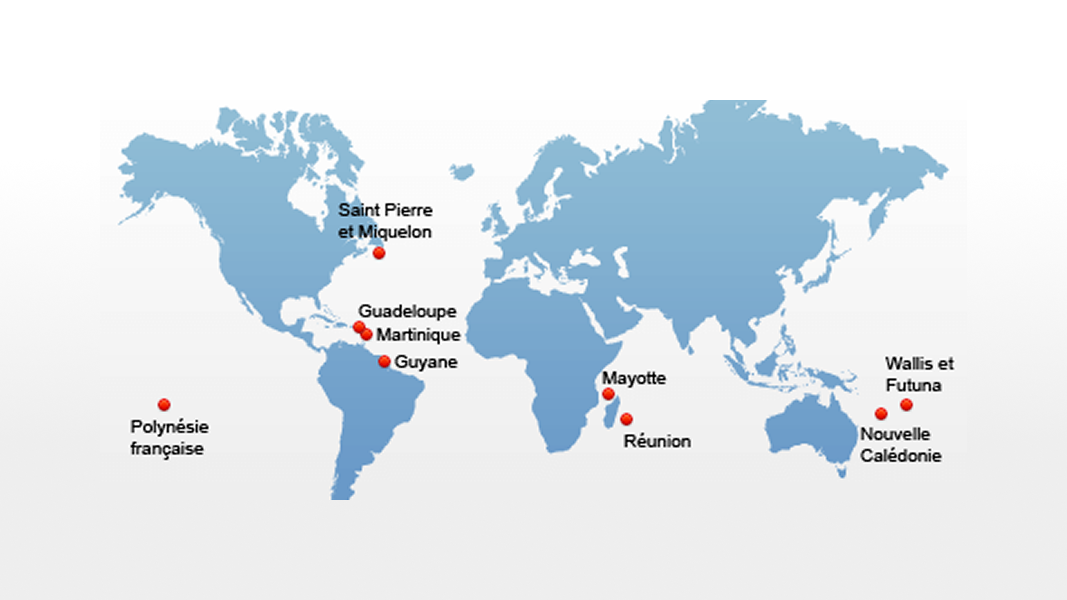 Saint Pierre
et Miquelon
Guadeloupe
Martinique
Guyane
Polynésie
française
Mayotte
Réunion
Wallis et
Futuna
Nouvelle
Calédonie